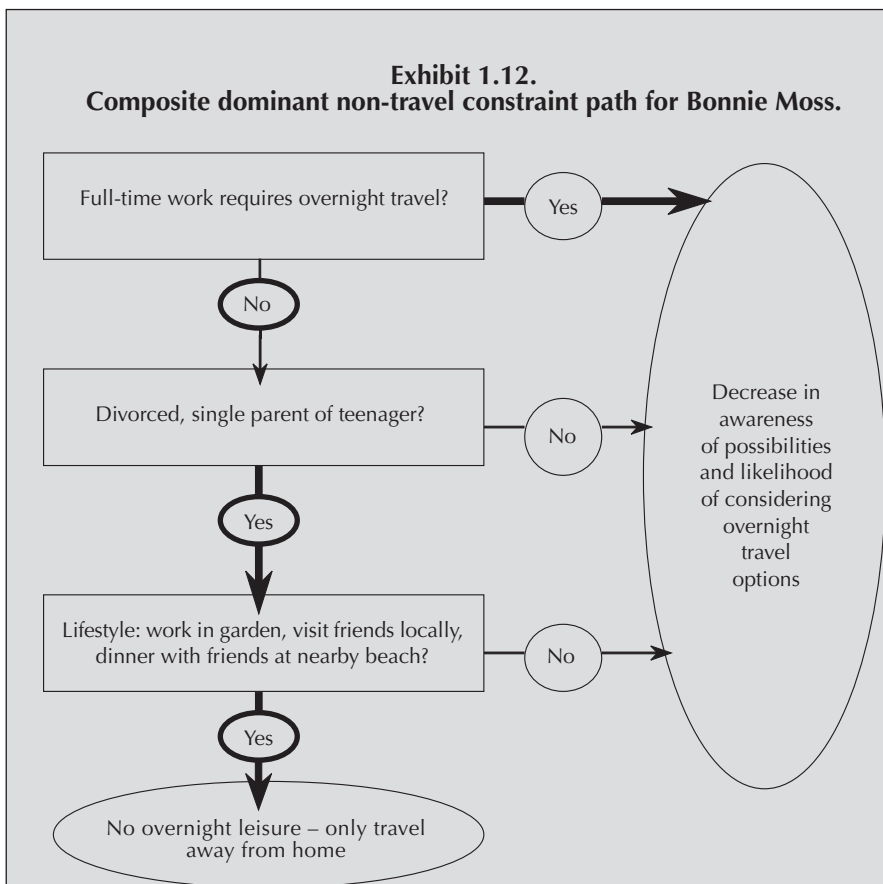 Exhibit 1.12.
Composite dominant non-travel constraint path for Bonnie Moss.
Full-time work requires overnight travel?
Yes
No
Divorced, single parent of teenager?
No
Yes
Lifestyle: work in garden, visit friends locally,
dinner with friends at nearby beach?
No
Yes
No overnight leisure – only travel
away from home
Decrease in
awareness
of possibilities
and likelihood
of considering
overnight
travel
options